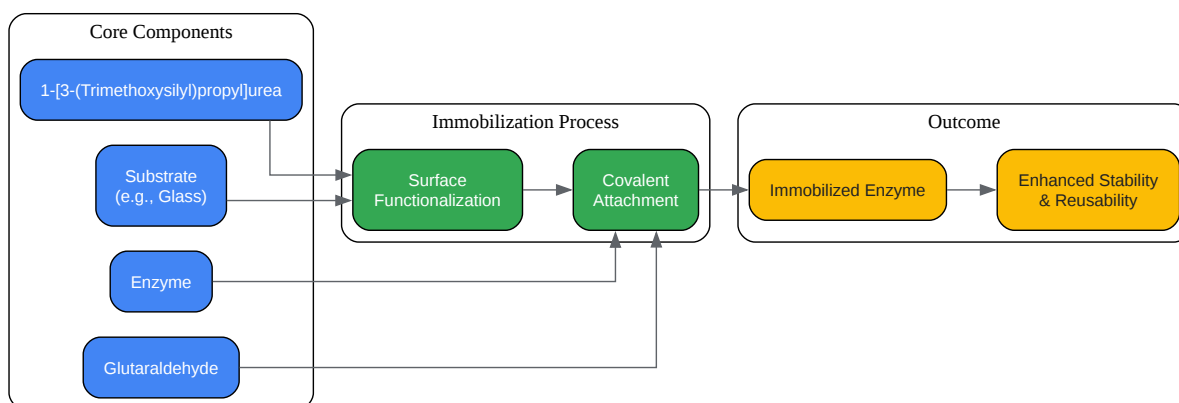 Core Components
1-[3-(Trimethoxysilyl)propyl]urea
Substrate
(e.g., Glass)
Enzyme
Glutaraldehyde
Immobilization Process
Surface
Functionalization
Covalent
Attachment
Outcome
Immobilized Enzyme
Enhanced Stability
& Reusability